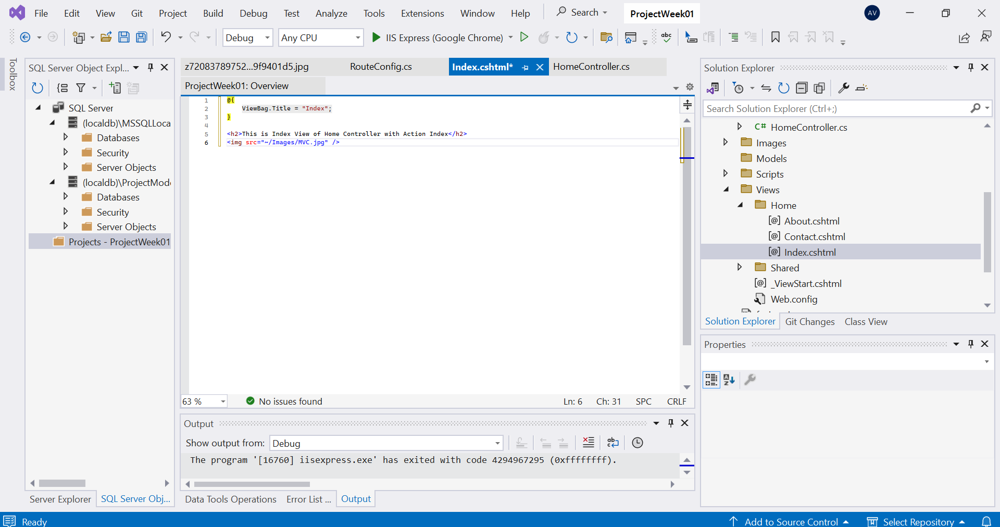 File Edit View Git Project Build Debug Test Analyze Tools Extensions Window Help Search ProjectWeek01 AV
Debug Any CPU IIS Express (Google Chrome) abc
Toolbox
SQL Server Object Expl...
SQL Server
(localdb)\MSSQLLoca
Databases
Security
Server Objects
(localdb)\ProjectMod
Databases
Security
Server Objects
Projects - ProjectWeek01
Server Explorer SQL Server Obj...
z72083789752...9f9401d5.jpg RouteConfig.cs Index.cshtml* HomeController.cs
ProjectWeek01: Overview
1 @{
2 ViewBag.Title = "Index";
3 }
4
5 <h2>This is Index View of Home Controller with Action Index</h2>
6 <img src="~/Images/MVC.jpg" />
63 % No issues found Ln: 6 Ch: 31 SPC CRLF
Output
Show output from: Debug
The program '[16760] iisexpress.exe' has exited with code 4294967295 (0xffffffff).
Data Tools Operations Error List ... Output
Solution Explorer
Search Solution Explorer (Ctrl+;)
C# HomeController.cs
Images
Models
Scripts
Views
Home
[@] About.cshtml
[@] Contact.cshtml
[@] Index.cshtml
Shared
[@] _ViewStart.cshtml
Web.config
Solution Explorer Git Changes Class View
Properties
Ready Add to Source Control Select Repository